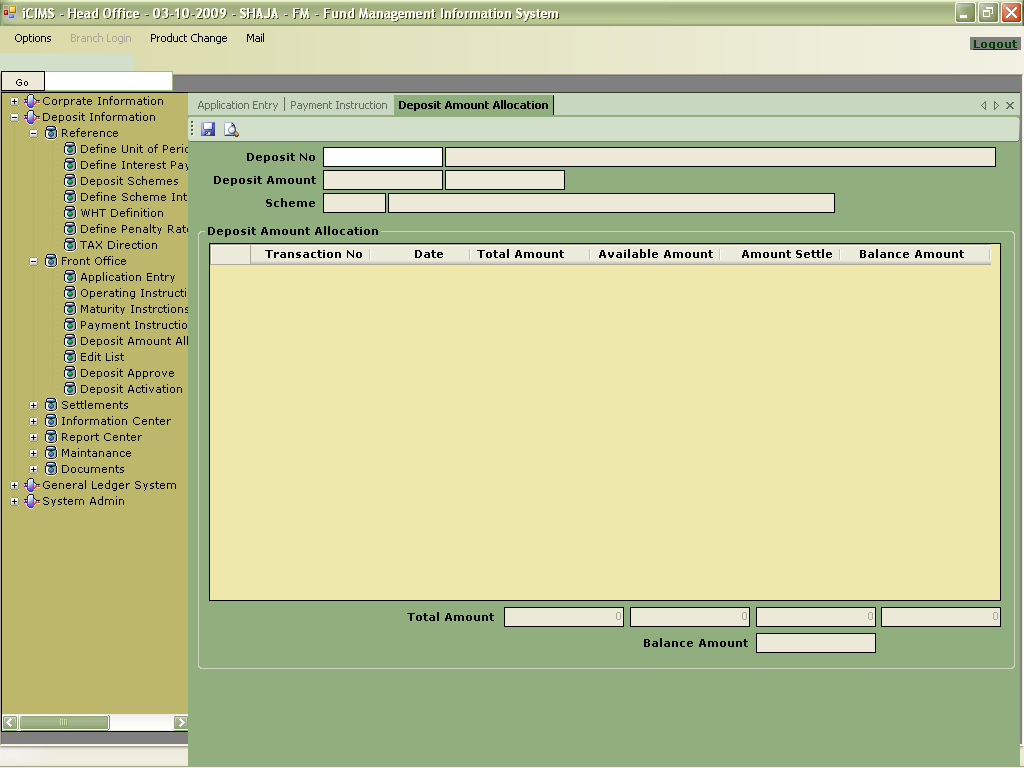 iCIMS - Head Office - 03-10-2009 - SHAJA - FM - Fund Management Information System
Options Branch Login Product Change Mail
Logout
Go
Corprate Information
Deposit Information
Reference
Define Unit of Peric
Define Interest Pay
Deposit Schemes
Define Scheme Int
WHT Definition
Define Penalty Rate
TAX Direction
Front Office
Application Entry
Operating Instructi
Maturity Instrctions
Payment Instructio
Deposit Amount All
Edit List
Deposit Approve
Deposit Activation
Settlements
Information Center
Report Center
Maintanance
Documents
General Ledger System
System Admin
Application Entry Payment Instruction Deposit Amount Allocation
Deposit No
Deposit Amount
Scheme
Deposit Amount Allocation
Transaction No Date Total Amount Available Amount Amount Settle Balance Amount
Total Amount 0 0 0 0
Balance Amount